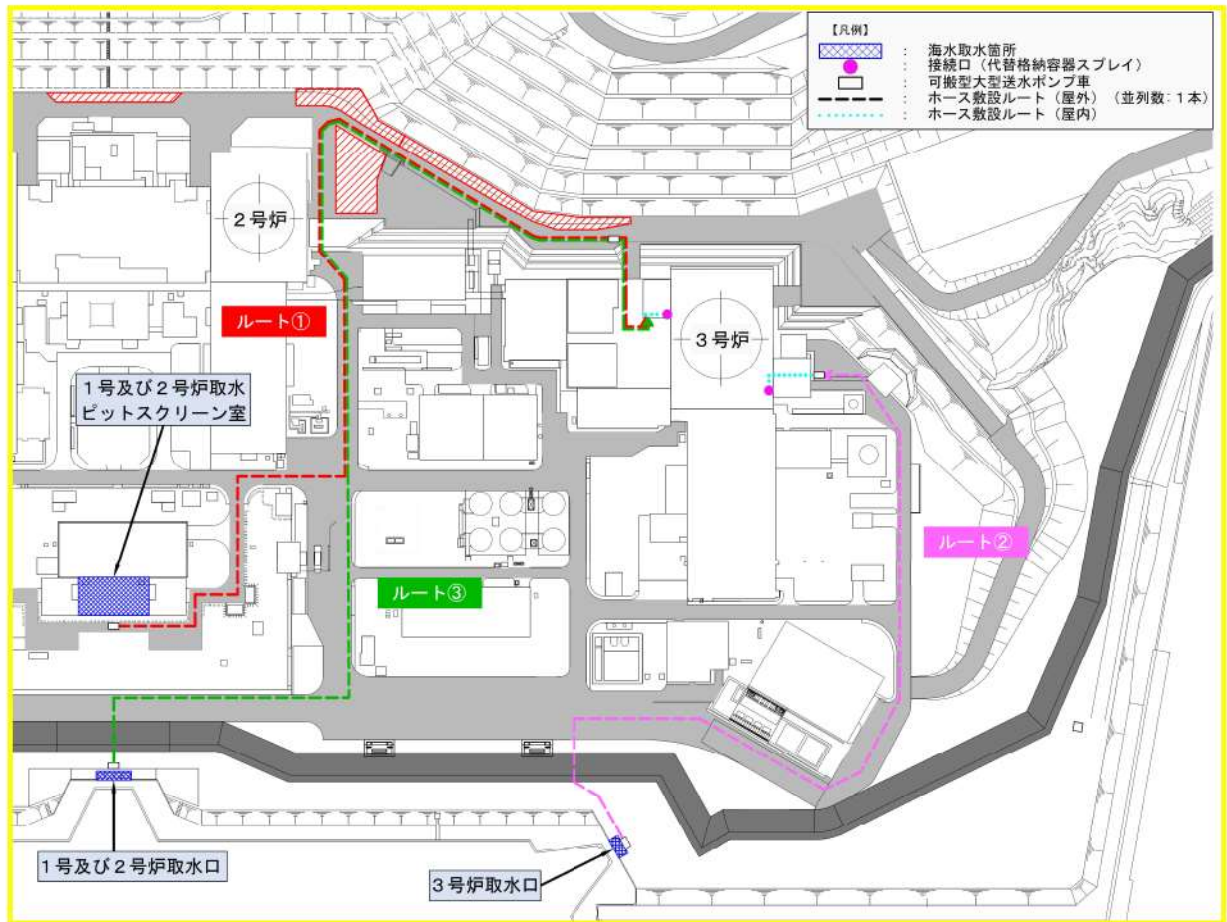 【凡例】
： 海水取水箇所
： 接続口（代替格納容器スプレイ）
： 可搬型大型送水ポンプ車
： ホース敷設ルート（屋外）（並列数：１本）
： ホース敷設ルート（屋内）
２号炉
ルート①
３号炉
１号及び２号炉取水
ピットスクリーン室
ルート②
ルート③
１号及び２号炉取水口
３号炉取水口